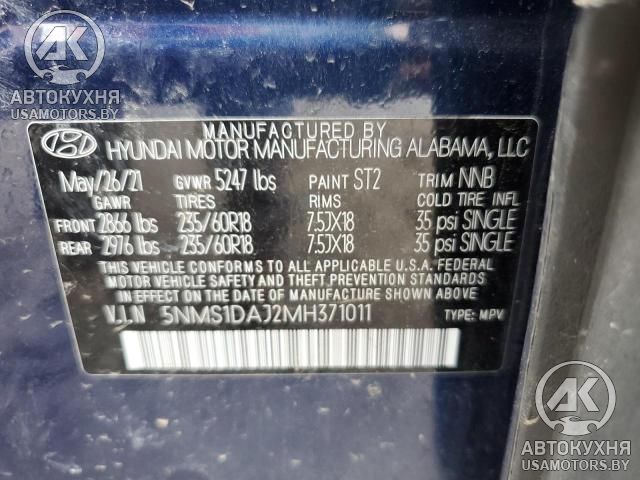 АК
АВТОКУХНЯ
USAMOTORS.BY
MANUFACTURED BY
HYUNDAI MOTOR MANUFACTURING ALABAMA, LLC
May/26/21 GVWR 5247 lbs PAINT ST2 TRIM NNB
GAWR TIRES RIMS COLD TIRE INFL
FRONT 2866 lbs 235/60R18 7.5JX18 35 psi SINGLE
REAR 2976 lbs 235/60R18 7.5JX18 35 psi SINGLE
THIS VEHICLE CONFORMS TO ALL APPLICABLE U.S.A. FEDERAL
MOTOR VEHICLE SAFETY, BUMPER, AND THEFT PREVENTION
STANDARDS IN EFFECT ON THE DATE OF MANUFACTURE SHOWN ABOVE.
V.I.N 5NMS1DAJ2MH371011 TYPE: MPV
АК
АВТОКУХНЯ
USAMOTORS.BY